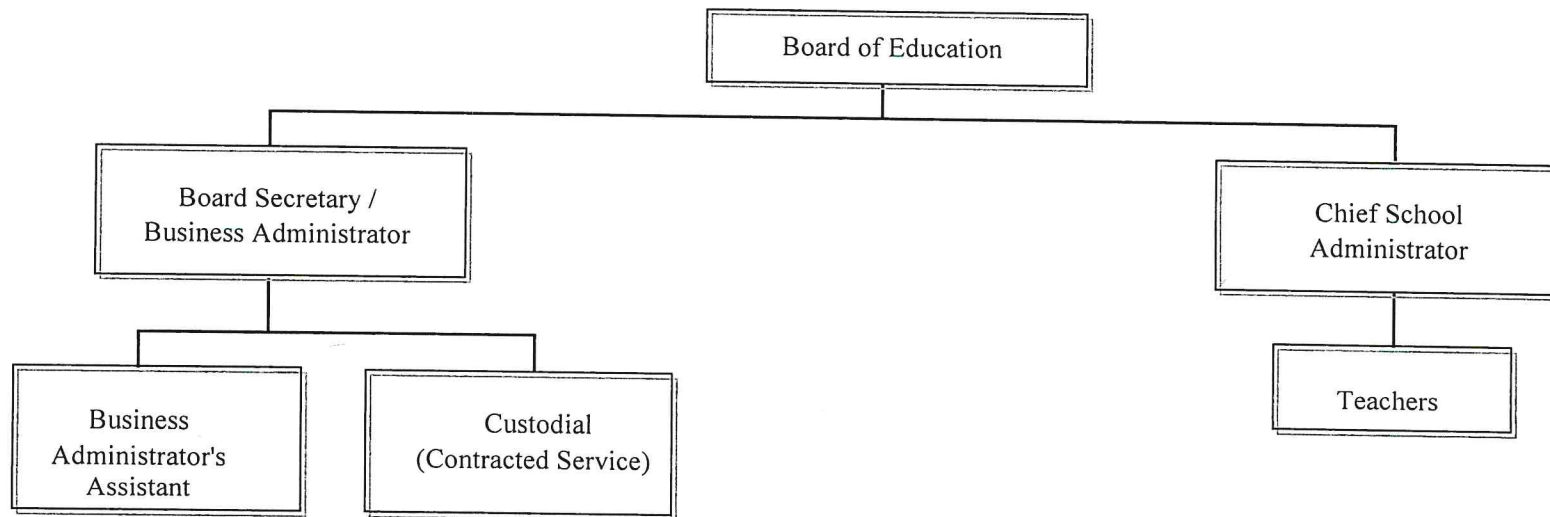 Board of Education
Board Secretary /
Business Administrator
Chief School
Administrator
Business
Administrator's
Assistant
Custodial
(Contracted Service)
Teachers